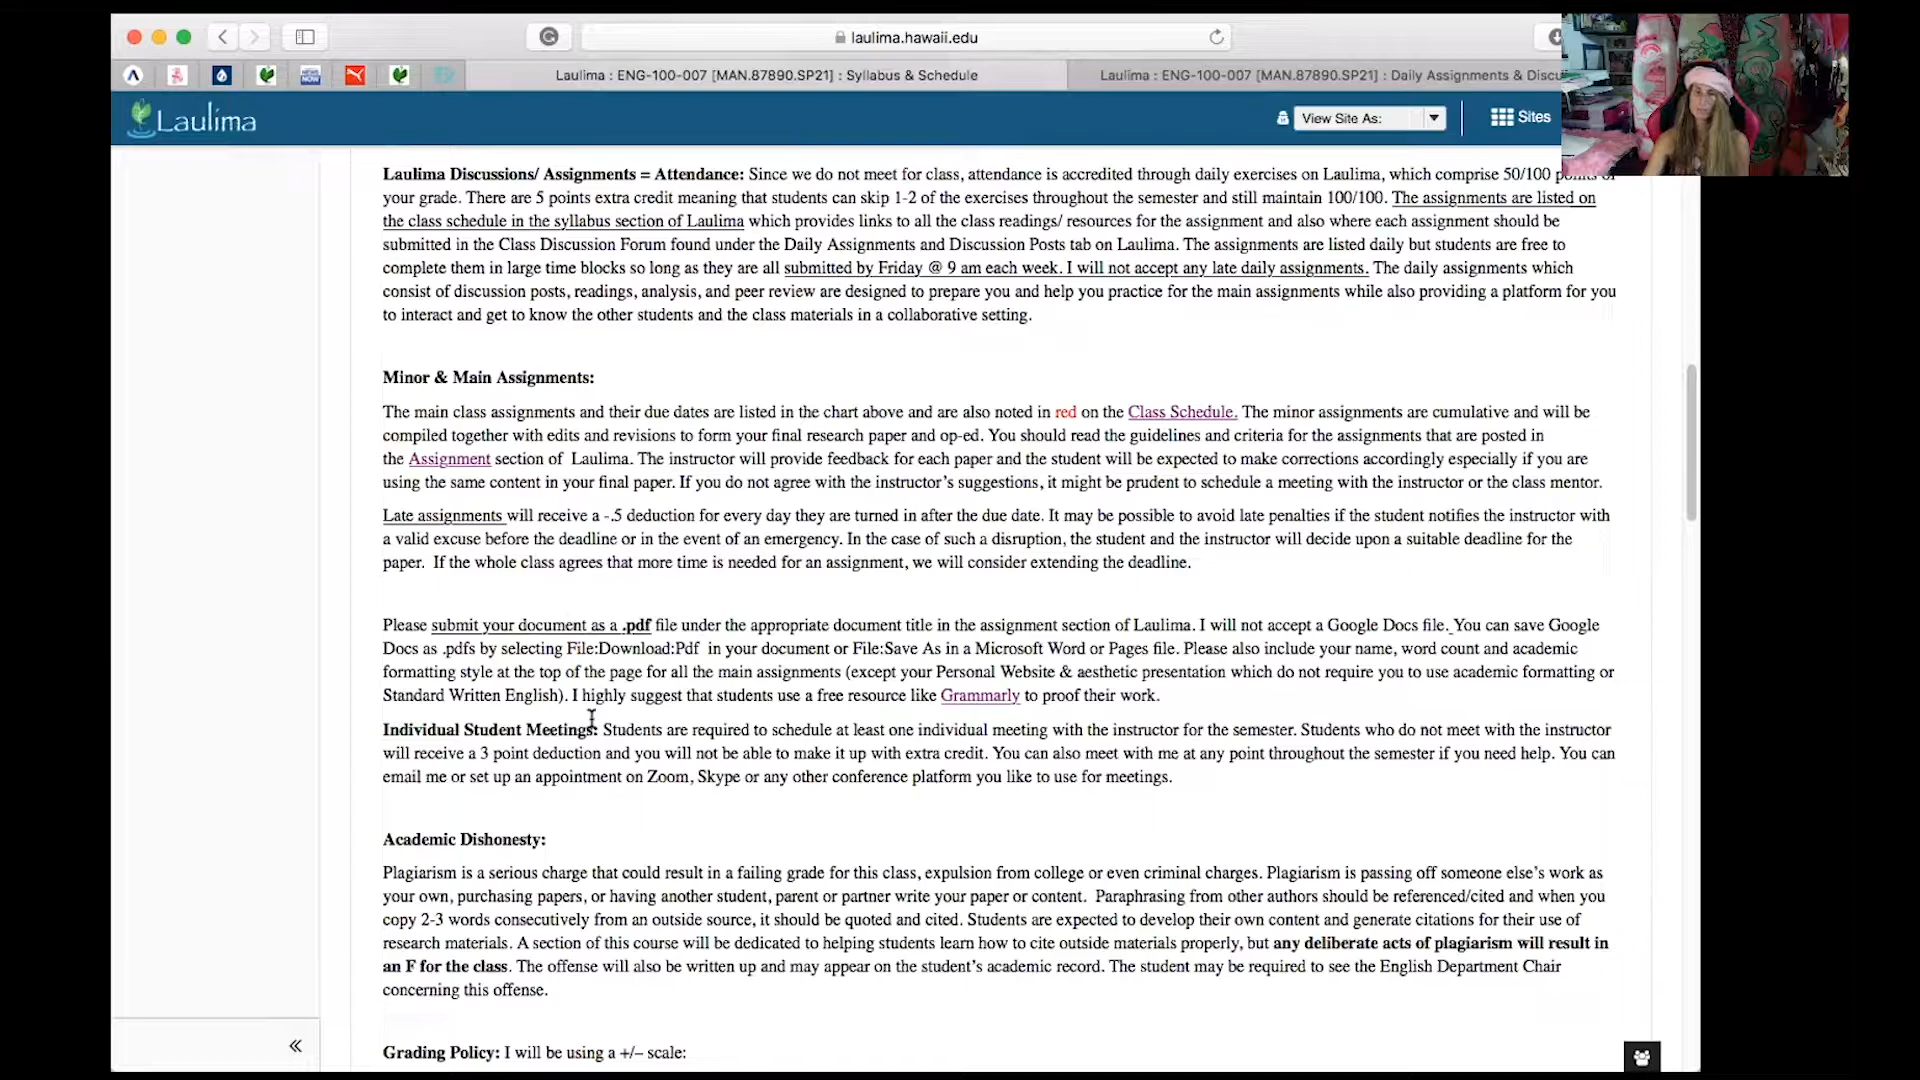 laulima.hawaii.edu
Laulima : ENG-100-007 [MAN.87890.SP21] : Syllabus & Schedule
Laulima : ENG-100-007 [MAN.87890.SP21] : Daily Assignments & Discu
Laulima
View Site As:
Sites
Laulima Discussions/ Assignments = Attendance: Since we do not meet for class, attendance is accredited through daily exercises on Laulima, which comprise 50/100 points of
your grade. There are 5 points extra credit meaning that students can skip 1-2 of the exercises throughout the semester and still maintain 100/100. The assignments are listed on
the class schedule in the syllabus section of Laulima which provides links to all the class readings/ resources for the assignment and also where each assignment should be
submitted in the Class Discussion Forum found under the Daily Assignments and Discussion Posts tab on Laulima. The assignments are listed daily but students are free to
complete them in large time blocks so long as they are all submitted by Friday @ 9 am each week. I will not accept any late daily assignments. The daily assignments which
consist of discussion posts, readings, analysis, and peer review are designed to prepare you and help you practice for the main assignments while also providing a platform for you
to interact and get to know the other students and the class materials in a collaborative setting.
Minor & Main Assignments:
The main class assignments and their due dates are listed in the chart above and are also noted in red on the Class Schedule. The minor assignments are cumulative and will be
compiled together with edits and revisions to form your final research paper and op-ed. You should read the guidelines and criteria for the assignments that are posted in
the Assignment section of Laulima. The instructor will provide feedback for each paper and the student will be expected to make corrections accordingly especially if you are
using the same content in your final paper. If you do not agree with the instructor's suggestions, it might be prudent to schedule a meeting with the instructor or the class mentor.
Late assignments will receive a -.5 deduction for every day they are turned in after the due date. It may be possible to avoid late penalties if the student notifies the instructor with
a valid excuse before the deadline or in the event of an emergency. In the case of such a disruption, the student and the instructor will decide upon a suitable deadline for the
paper. If the whole class agrees that more time is needed for an assignment, we will consider extending the deadline.
Please submit your document as a .pdf file under the appropriate document title in the assignment section of Laulima. I will not accept a Google Docs file. You can save Google
Docs as .pdfs by selecting File:Download:Pdf in your document or File:Save As in a Microsoft Word or Pages file. Please also include your name, word count and academic
formatting style at the top of the page for all the main assignments (except your Personal Website & aesthetic presentation which do not require you to use academic formatting or
Standard Written English). I highly suggest that students use a free resource like Grammarly to proof their work.
Individual Student Meetings: Students are required to schedule at least one individual meeting with the instructor for the semester. Students who do not meet with the instructor
will receive a 3 point deduction and you will not be able to make it up with extra credit. You can also meet with me at any point throughout the semester if you need help. You can
email me or set up an appointment on Zoom, Skype or any other conference platform you like to use for meetings.
Academic Dishonesty:
Plagiarism is a serious charge that could result in a failing grade for this class, expulsion from college or even criminal charges. Plagiarism is passing off someone else's work as
your own, purchasing papers, or having another student, parent or partner write your paper or content. Paraphrasing from other authors should be referenced/cited and when you
copy 2-3 words consecutively from an outside source, it should be quoted and cited. Students are expected to develop their own content and generate citations for their use of
research materials. A section of this course will be dedicated to helping students learn how to cite outside materials properly, but any deliberate acts of plagiarism will result in
an F for the class. The offense will also be written up and may appear on the student's academic record. The student may be required to see the English Department Chair
concerning this offense.
Grading Policy: I will be using a +/– scale: